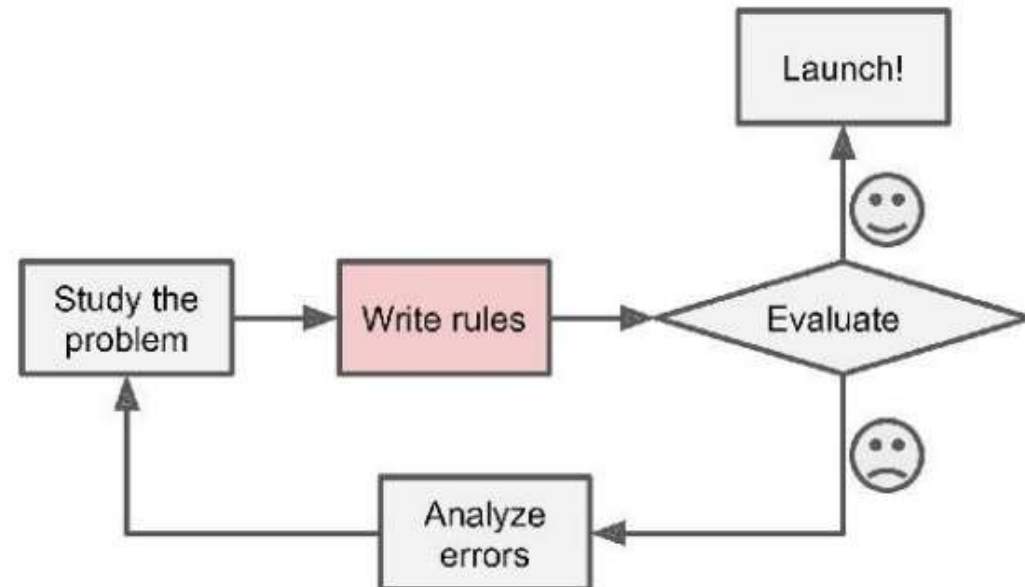 Launch!
Study the
problem
Write rules
Evaluate
Analyze
errors